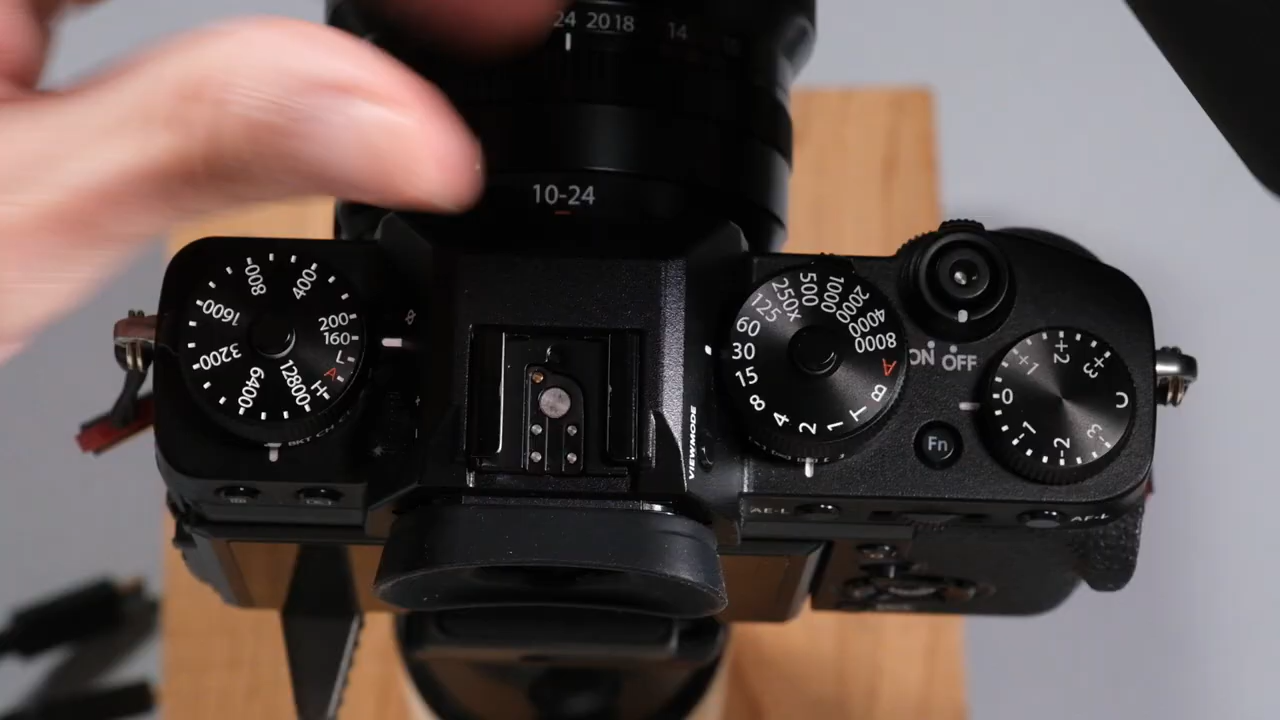 24 20 18 14
10-24
800
400
200
160
L
A
H
12800
6400
3200
1600
BKT
VIEWMODE
250X
500
1000
2000
4000
8000
A
B
T
1
2
4
8
15
30
60
125
ON OFF
Fn
+1
+2
+3
C
-3
-2
-1
0
AE-L
AF-L